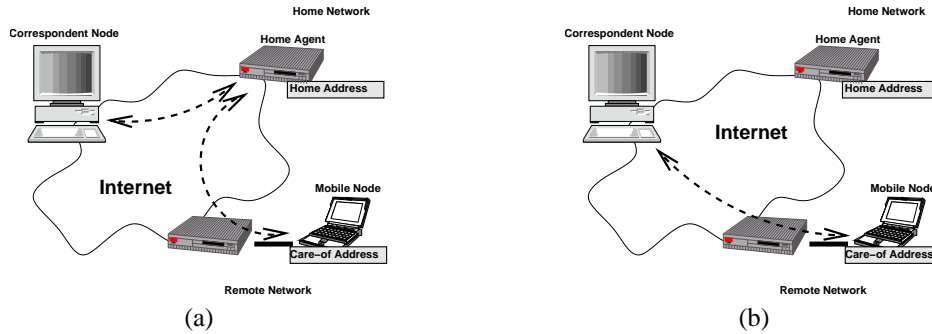 Home Network
Correspondent Node
Home Agent
Home Address
Internet
Mobile Node
Care–of Address
Remote Network
(a)
Home Network
Correspondent Node
Home Agent
Home Address
Internet
Mobile Node
Care–of Address
Remote Network
(b)